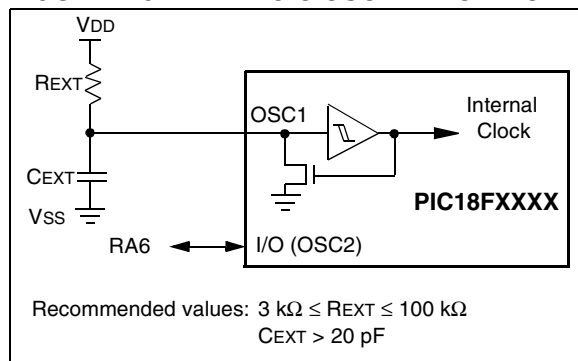 VDD
REXT
OSC1
Internal
Clock
CEXT
PIC18FXXXX
VSS
RA6
I/O (OSC2)
Recommended values: 3 kΩ ≤ REXT ≤ 100 kΩ
CEXT > 20 pF